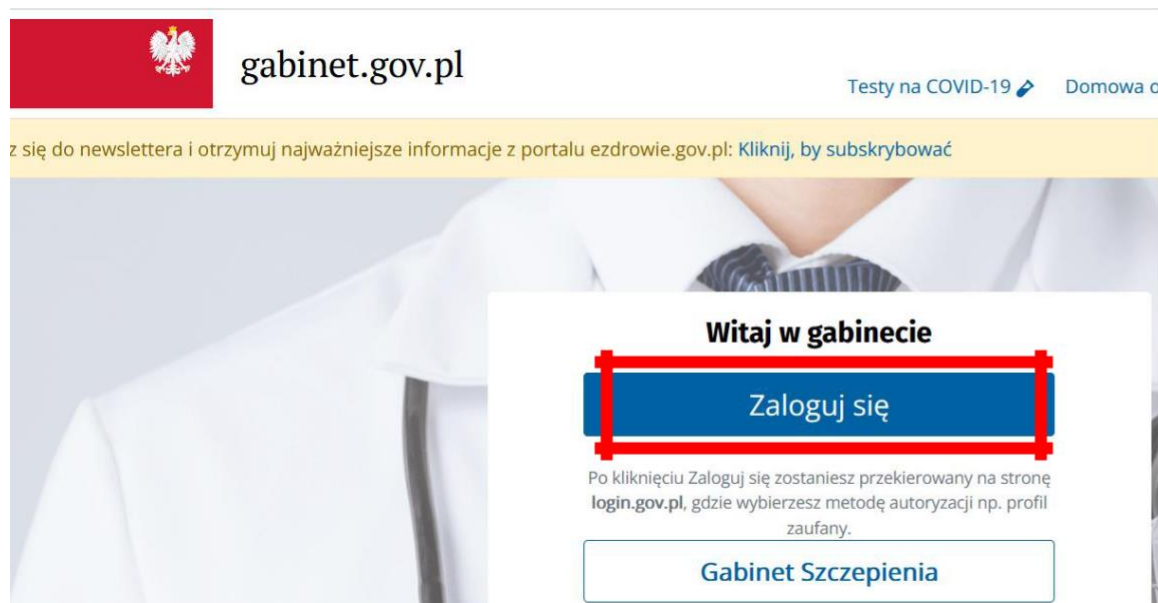 gabinet.gov.pl
Testy na COVID-19 Domowa
z się do newslettera i otrzymuj najważniejsze informacje z portalu ezdrowie.gov.pl: Kliknij, by subskrybować
Witaj w gabinecie
Zaloguj się
Po kliknięciu Zaloguj się zostaniesz przekierowany na stronę
login.gov.pl, gdzie wybierzesz metodę autoryzacji np. profil
zaufany.
Gabinet Szczepienia